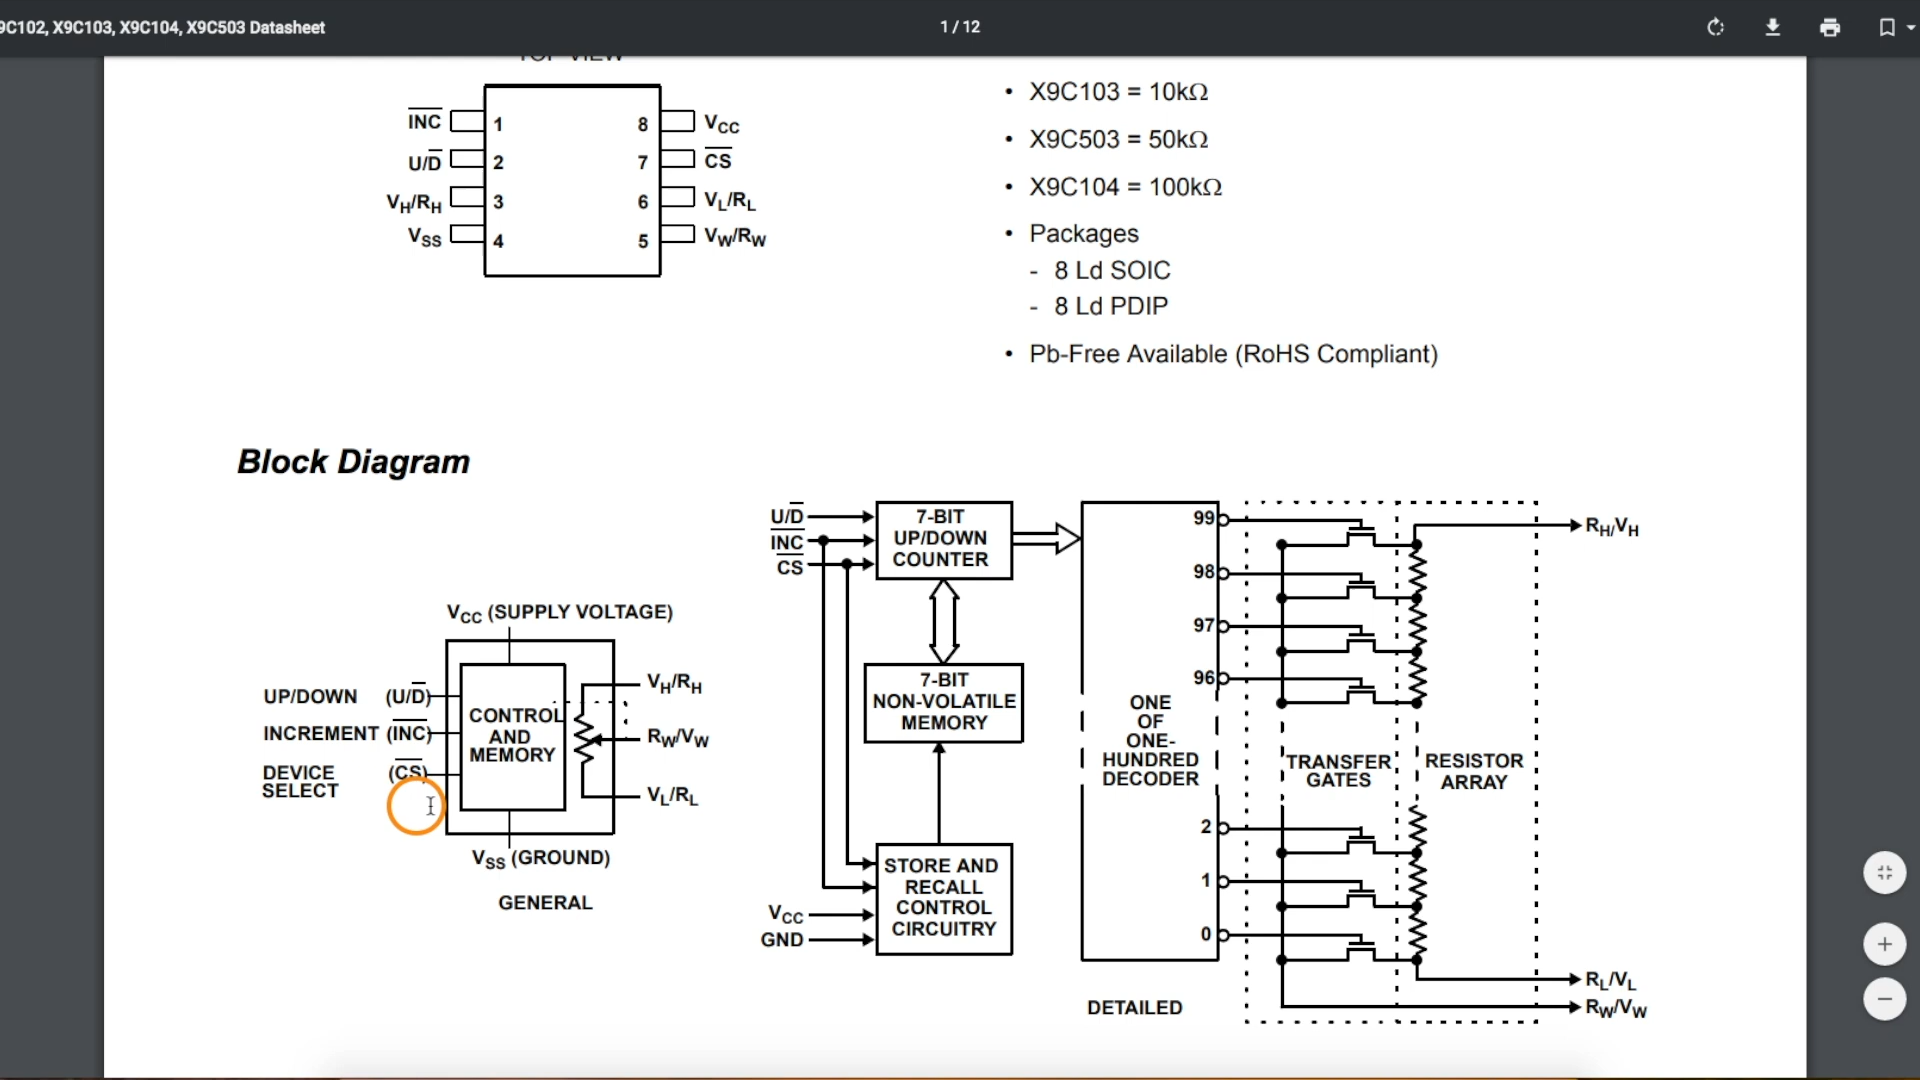 9C102, X9C103, X9C104, X9C503 Datasheet
1 / 12
TOP VIEW
INC 1 8 VCC
U/D 2 7 CS
VH/RH 3 6 VL/RL
VSS 4 5 VW/RW
• X9C103 = 10kΩ
• X9C503 = 50kΩ
• X9C104 = 100kΩ
• Packages
- 8 Ld SOIC
- 8 Ld PDIP
• Pb-Free Available (RoHS Compliant)
Block Diagram
VCC (SUPPLY VOLTAGE)
UP/DOWN (U/D)
INCREMENT (INC)
DEVICE
SELECT
(CS)
CONTROL
AND
MEMORY
VH/RH
RW/VW
VL/RL
VSS (GROUND)
GENERAL
U/D
INC
CS
7-BIT
UP/DOWN
COUNTER
7-BIT
NON-VOLATILE
MEMORY
STORE AND
RECALL
CONTROL
CIRCUITRY
VCC
GND
99
98
97
96
ONE
OF
ONE-
HUNDRED
DECODER
2
1
0
TRANSFER
GATES
RESISTOR
ARRAY
RH/VH
RL/VL
RW/VW
DETAILED